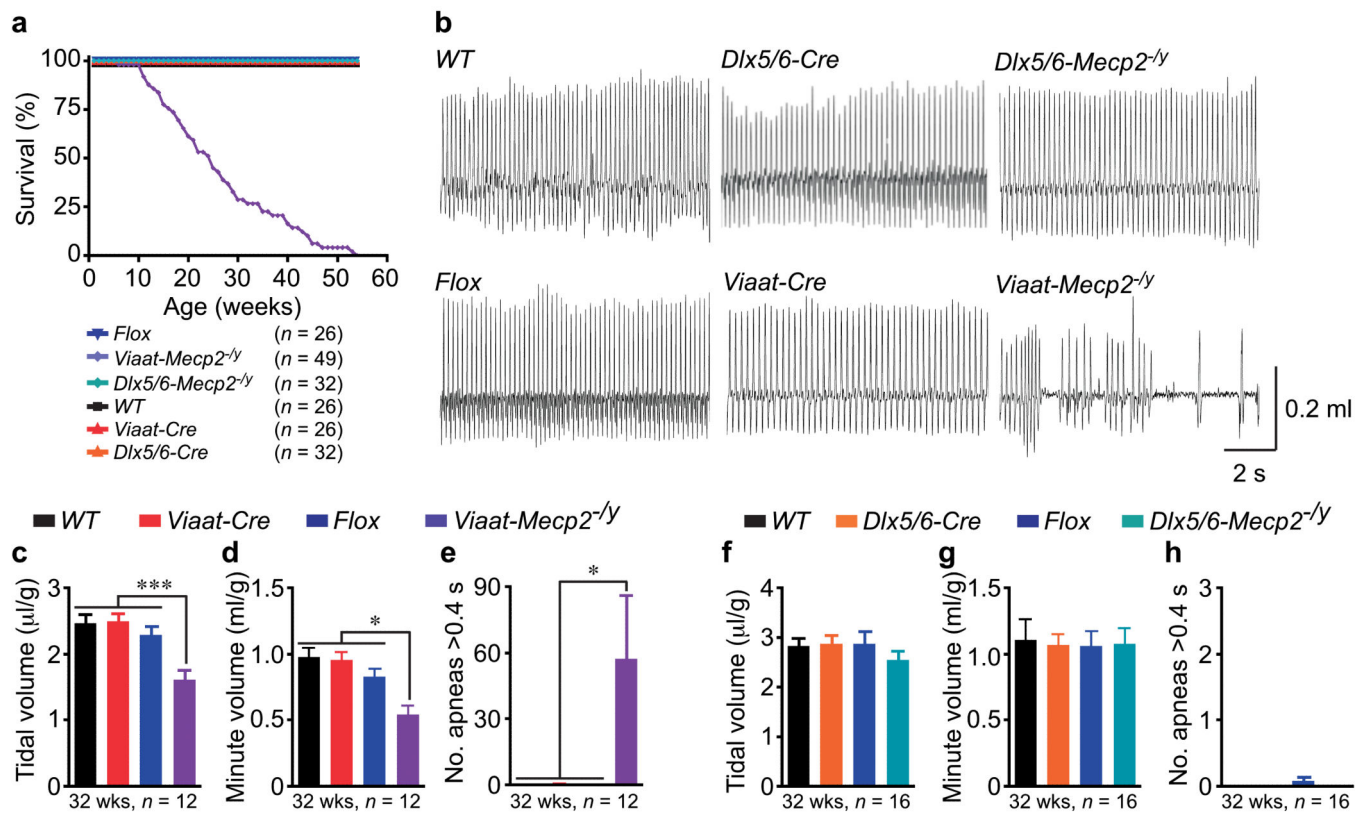 a
Survival (%)
100
75
50
25
0
0 10 20 30 40 50 60
Age (weeks)
Flox (n = 26)
Viaat-Mecp2-/y (n = 49)
Dlx5/6-Mecp2-/y (n = 32)
WT (n = 26)
Viaat-Cre (n = 26)
Dlx5/6-Cre (n = 32)
b
WT Dlx5/6-Cre Dlx5/6-Mecp2-/y
Flox Viaat-Cre Viaat-Mecp2-/y
0.2 ml
2 s
WT Viaat-Cre Flox Viaat-Mecp2-/y
c
Tidal volume (µl/g)
3
2
1
0
***
32 wks, n = 12
d
Minute volume (ml/g)
1.5
1.0
0.5
0
*
32 wks, n = 12
e
No. apneas >0.4 s
90
60
30
0
*
32 wks, n = 12
WT Dlx5/6-Cre Flox Dlx5/6-Mecp2-/y
f
Tidal volume (µl/g)
4
3
2
1
0
32 wks, n = 16
g
Minute volume (ml/g)
1.5
1.0
0.5
0
32 wks, n = 16
h
No. apneas >0.4 s
3
2
1
0
32 wks, n = 16